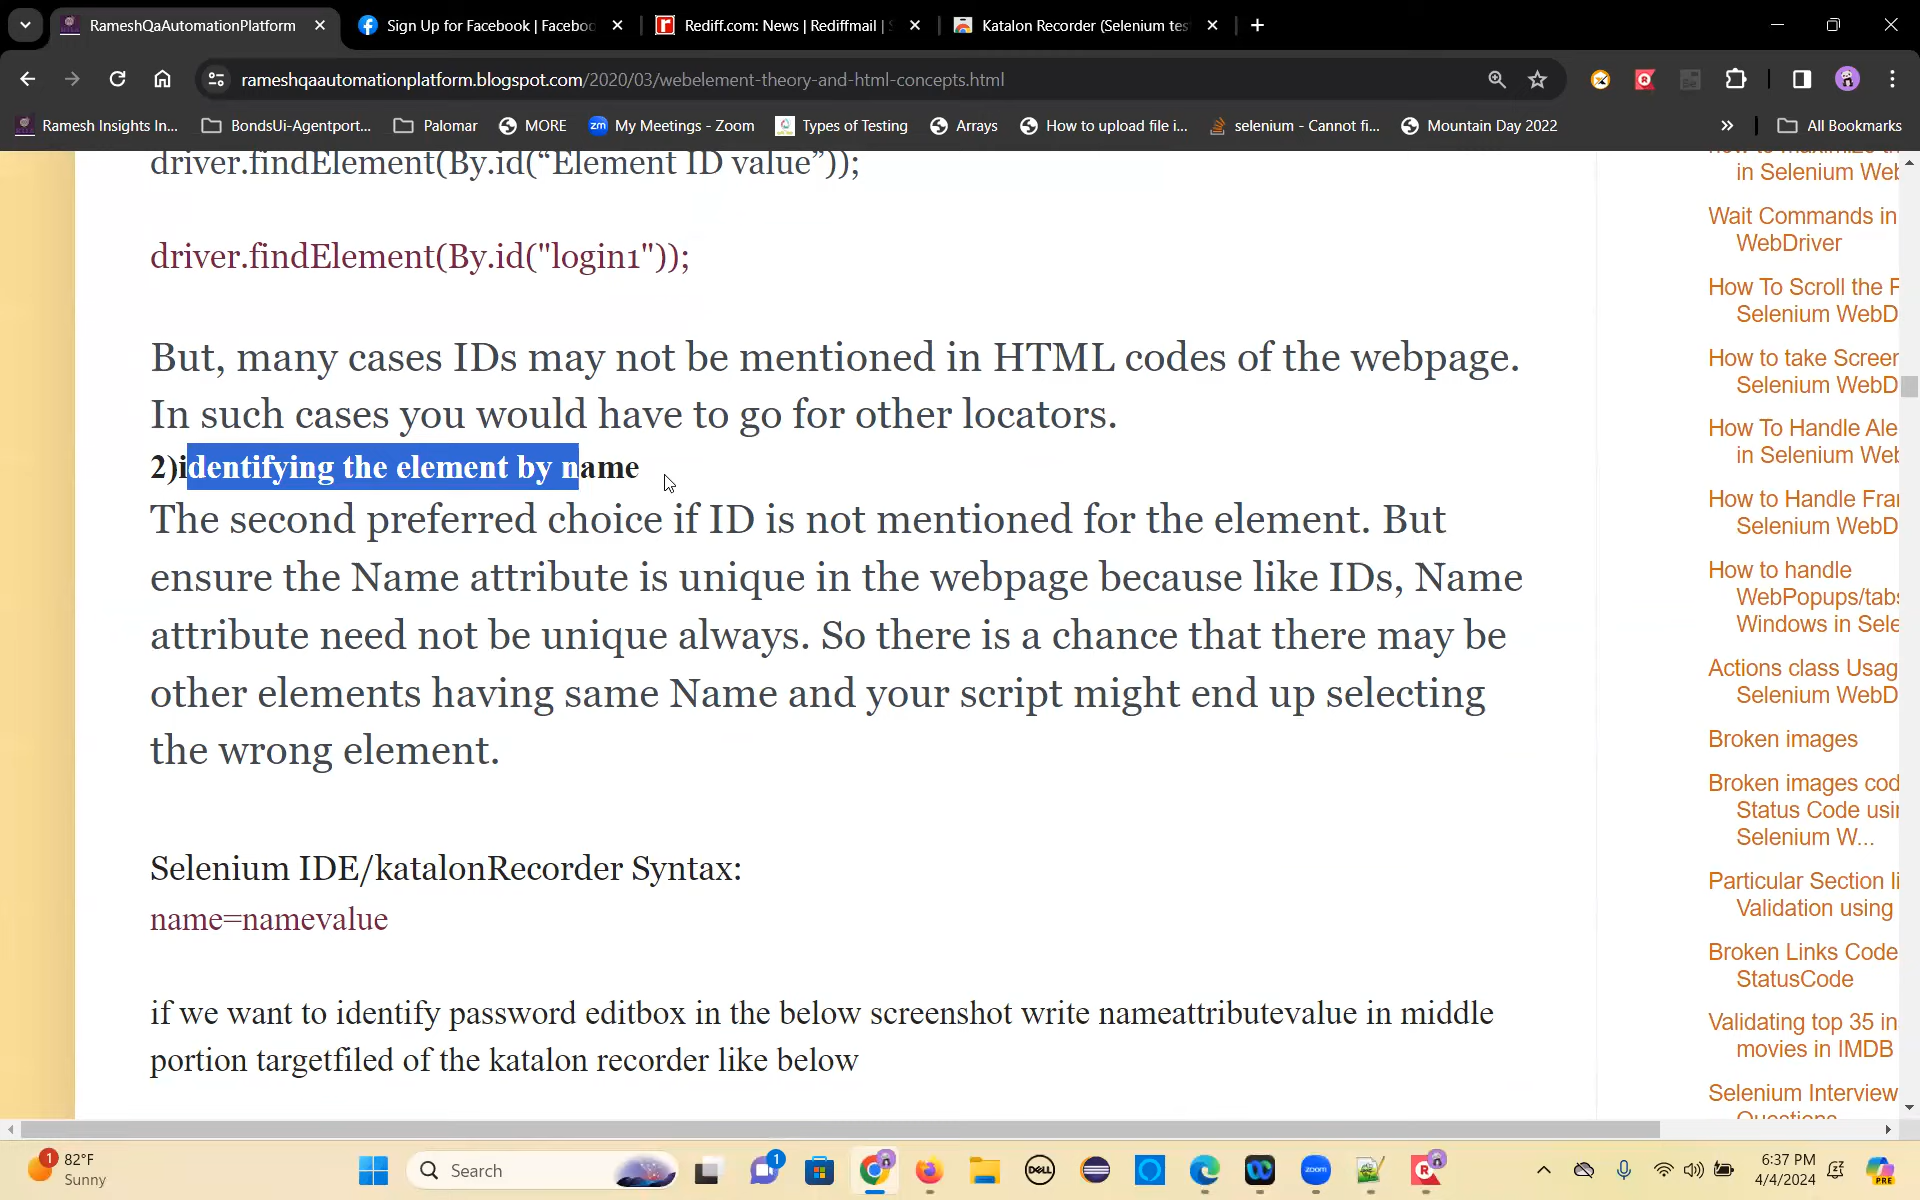 RameshQaAutomationPlatform
Sign Up for Facebook | Facebo
Rediff.com: News | Rediffmail |
Katalon Recorder (Selenium tes
rameshqaautomationplatform.blogspot.com/2020/03/webelement-theory-and-html-concepts.html
Ramesh Insights In...
BondsUi-Agentport...
Palomar
MORE
My Meetings - Zoom
Types of Testing
Arrays
How to upload file i...
selenium - Cannot fi...
Mountain Day 2022
All Bookmarks
driver.findElement(By.id(“Element ID value”));
driver.findElement(By.id("login1"));
But, many cases IDs may not be mentioned in HTML codes of the webpage.
In such cases you would have to go for other locators.
2)identifying the element by name
The second preferred choice if ID is not mentioned for the element. But
ensure the Name attribute is unique in the webpage because like IDs, Name
attribute need not be unique always. So there is a chance that there may be
other elements having same Name and your script might end up selecting
the wrong element.
Selenium IDE/katalonRecorder Syntax:
name=namevalue
if we want to identify password editbox in the below screenshot write nameattributevalue in middle
portion targetfiled of the katalon recorder like below
in Selenium Web
Wait Commands in
WebDriver
How To Scroll the P
Selenium WebD
How to take Screer
Selenium WebD
How To Handle Ale
in Selenium Web
How to Handle Frar
Selenium WebD
How to handle
WebPopups/tabs
Windows in Sele
Actions class Usag
Selenium WebD
Broken images
Broken images cod
Status Code usin
Selenium W...
Particular Section li
Validation using
Broken Links Code
StatusCode
Validating top 35 in
movies in IMDB
Selenium Interview
Questions
1
82°F
Sunny
Search
1
DELL
zoom
6:37 PM
4/4/2024
PRE